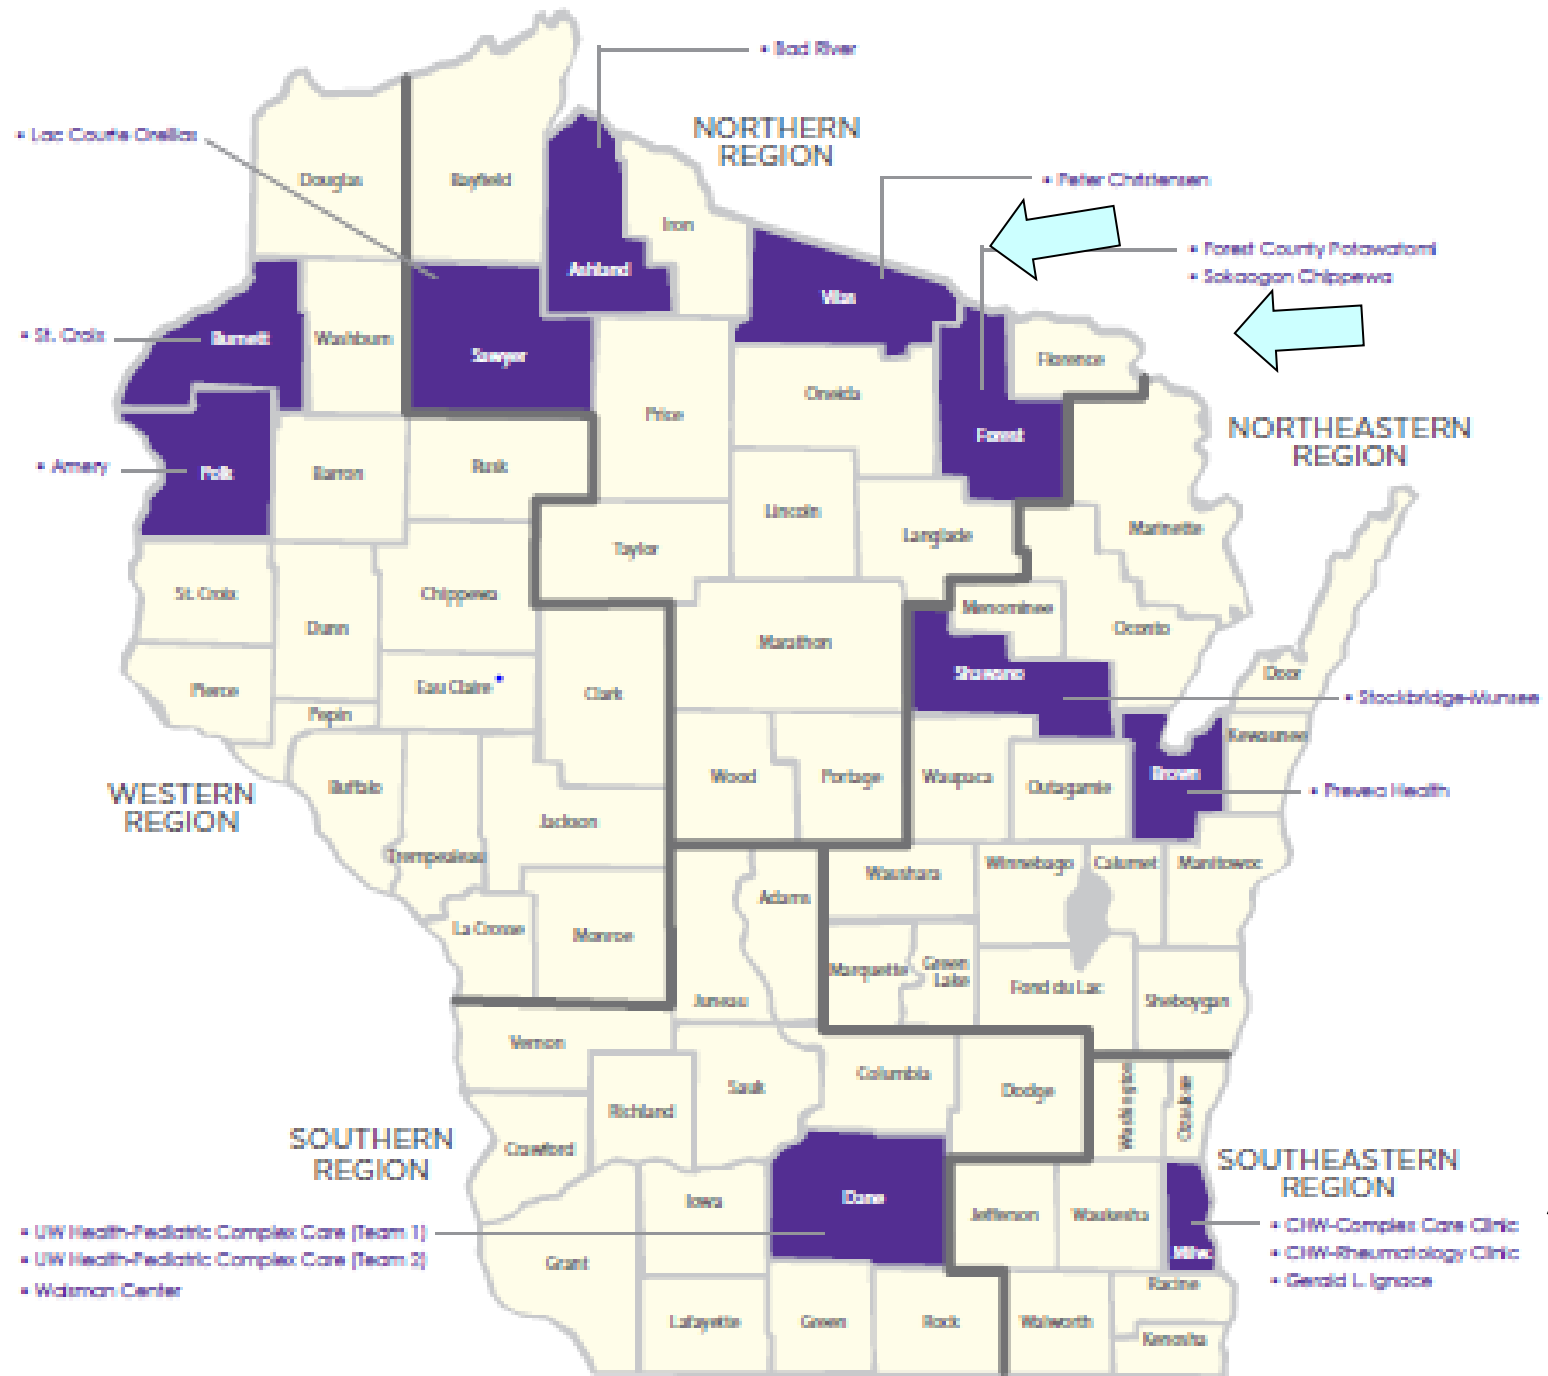 • Bad River
NORTHERN
REGION
• Lac Courte Oreilles
Douglas
Bayfield
• Peter Christensen
Iron
• Forest County Potawatomi
Ashland
• Sokaogon Chippewa
Vilas
• St. Croix
Burnett
Washburn
Sawyer
Florence
Oneida
Price
Forest
NORTHEASTERN
REGION
• Amery
Polk
Barron
Rusk
Lincoln
Langlade
Marinette
Taylor
St. Croix
Chippewa
Menominee
Dunn
Oconto
Marathon
Shawano
Door
Pierce
Eau Claire
Clark
• Stockbridge-Munsee
Pepin
Kewaunee
Wood
Portage
Waupaca
Brown
Outagamie
• Prevea Health
WESTERN
REGION
Buffalo
Jackson
Trempealeau
Waushara
Winnebago
Calumet
Manitowoc
Adams
La Crosse
Monroe
Marquette
Green
Lake
Juneau
Fond du Lac
Sheboygan
Vernon
Columbia
Sauk
Dodge
Washington
Ozaukee
Richland
SOUTHERN
REGION
Crawford
SOUTHEASTERN
REGION
Iowa
Dane
Jefferson
Waukesha
• CHW-Complex Care Clinic
• UW Health-Pediatric Complex Care (Team 1)
Milw.
• CHW-Rheumatology Clinic
• UW Health-Pediatric Complex Care (Team 2)
Grant
• Gerald L. Ignace
• Waisman Center
Racine
Lafayette
Green
Rock
Walworth
Kenosha